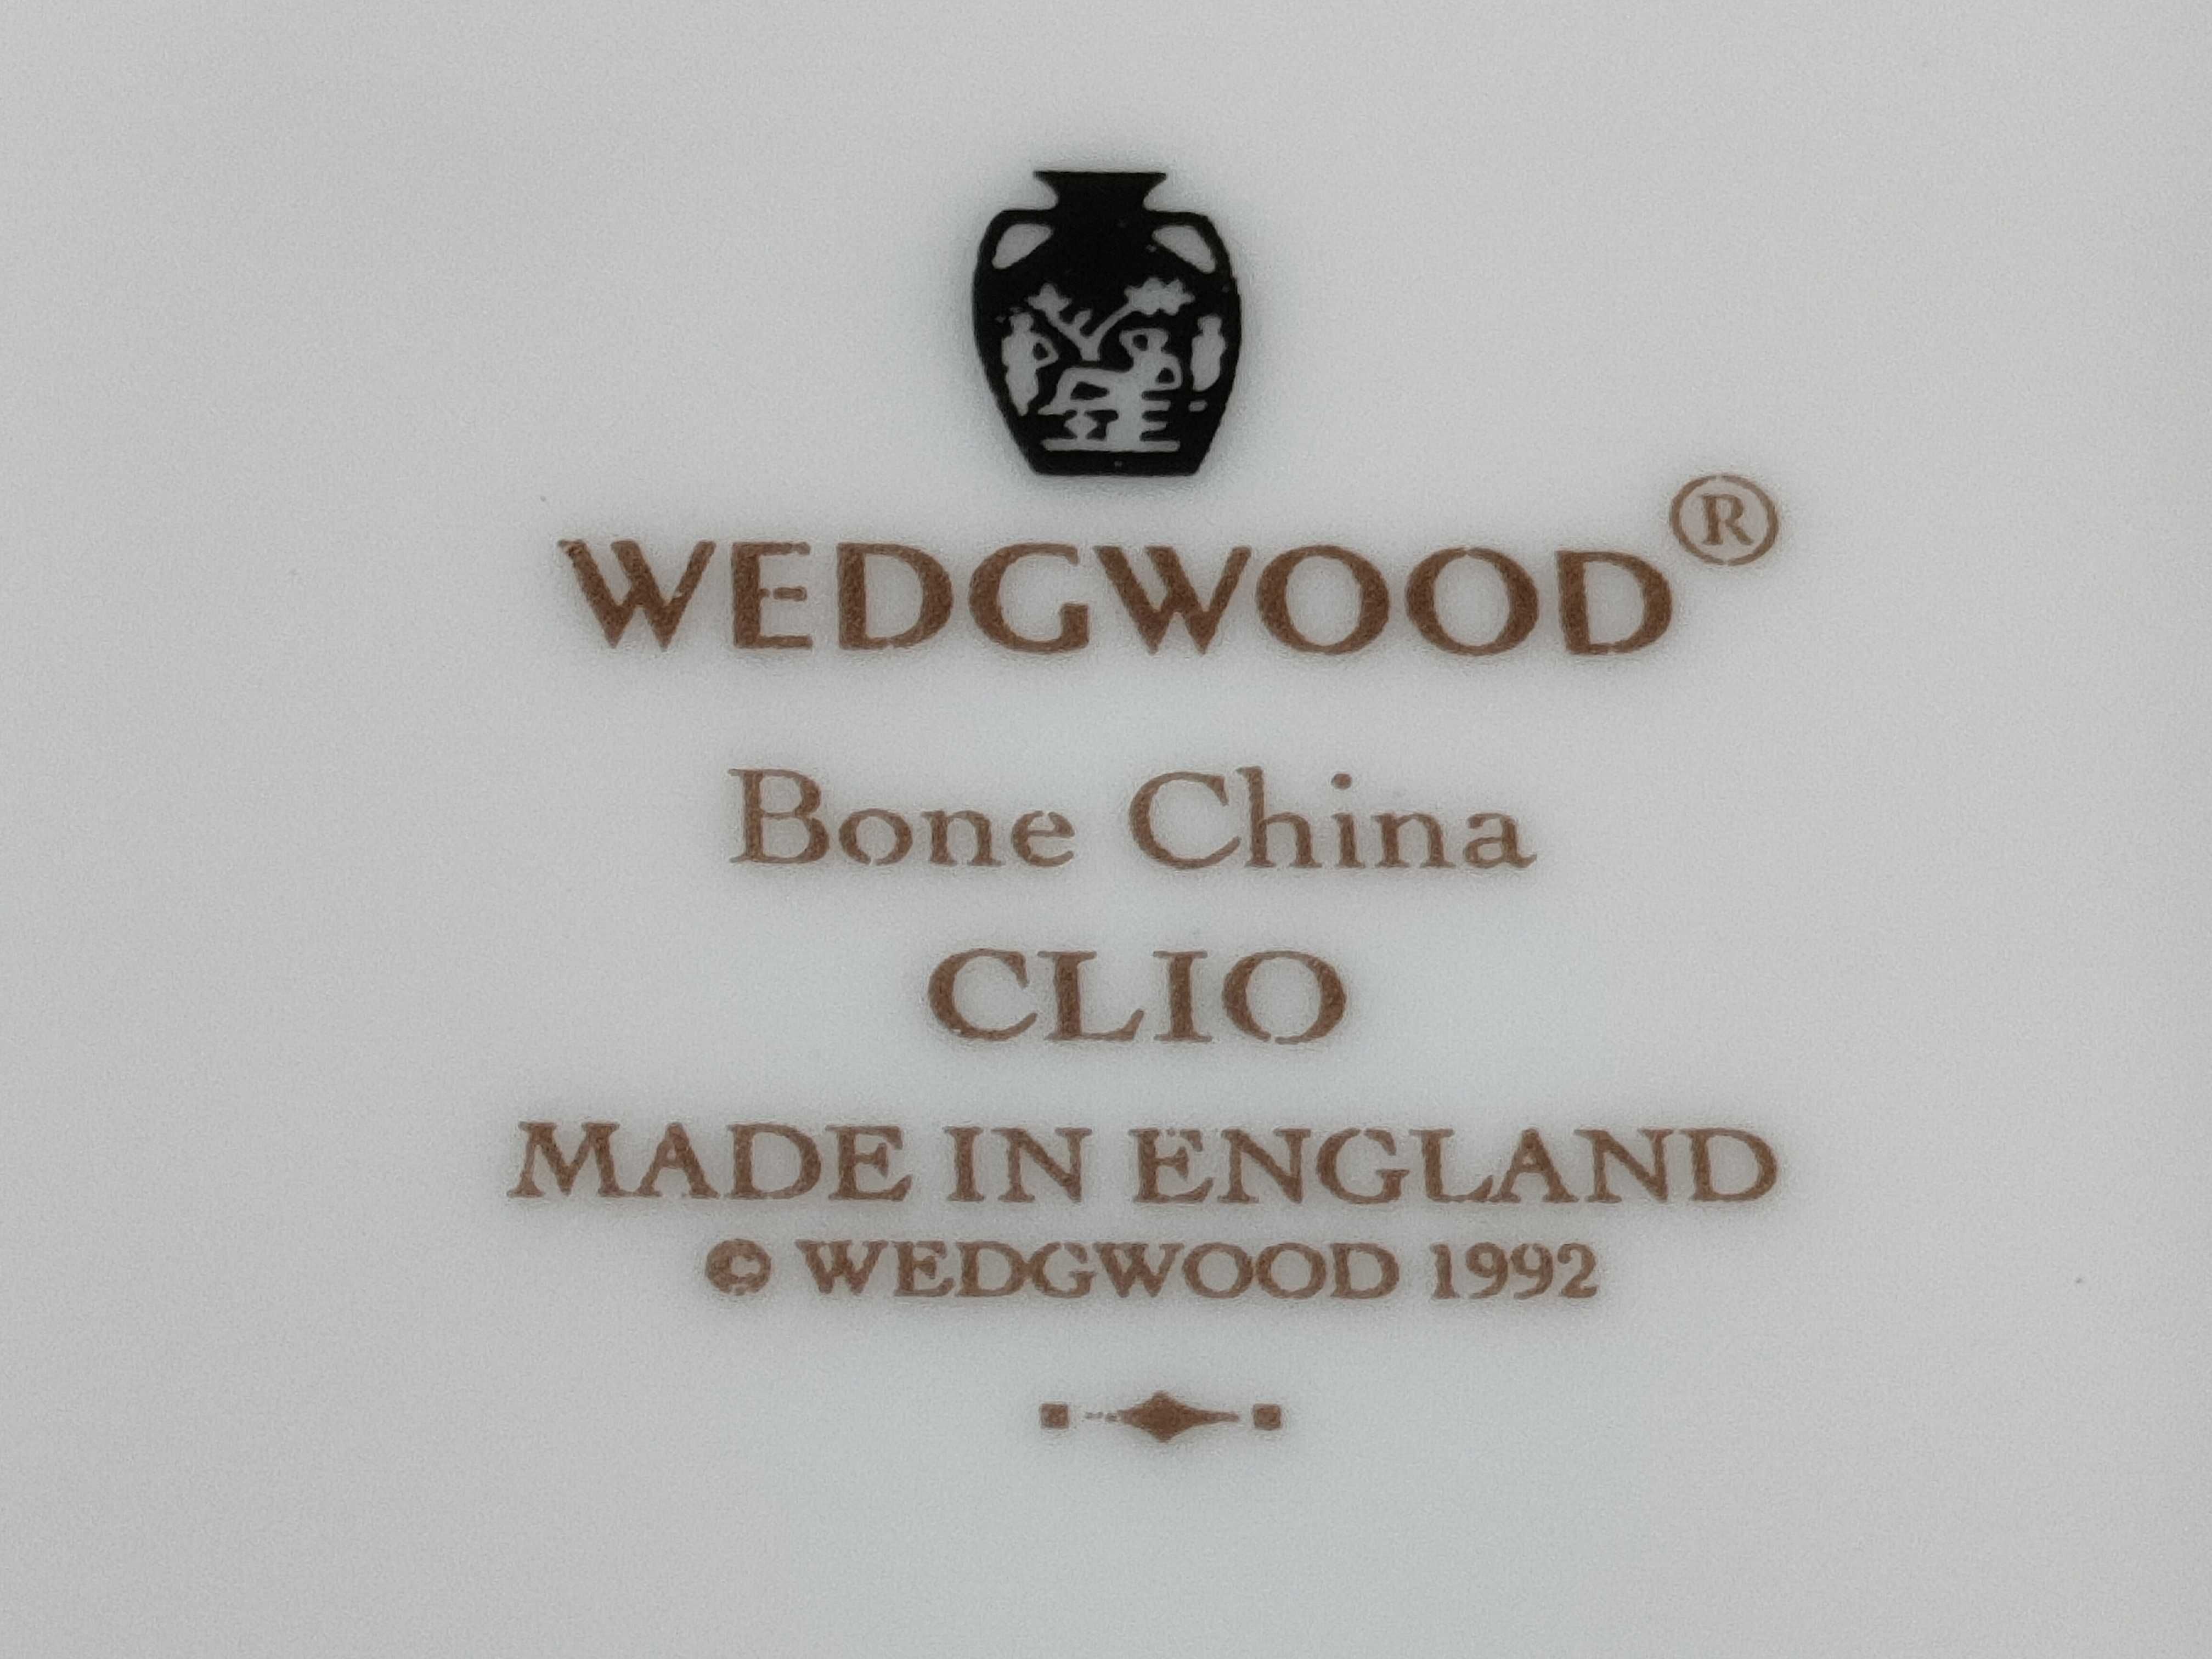 WEDGWOOD®
Bone China
CLIO
MADE IN ENGLAND
© WEDGWOOD 1992